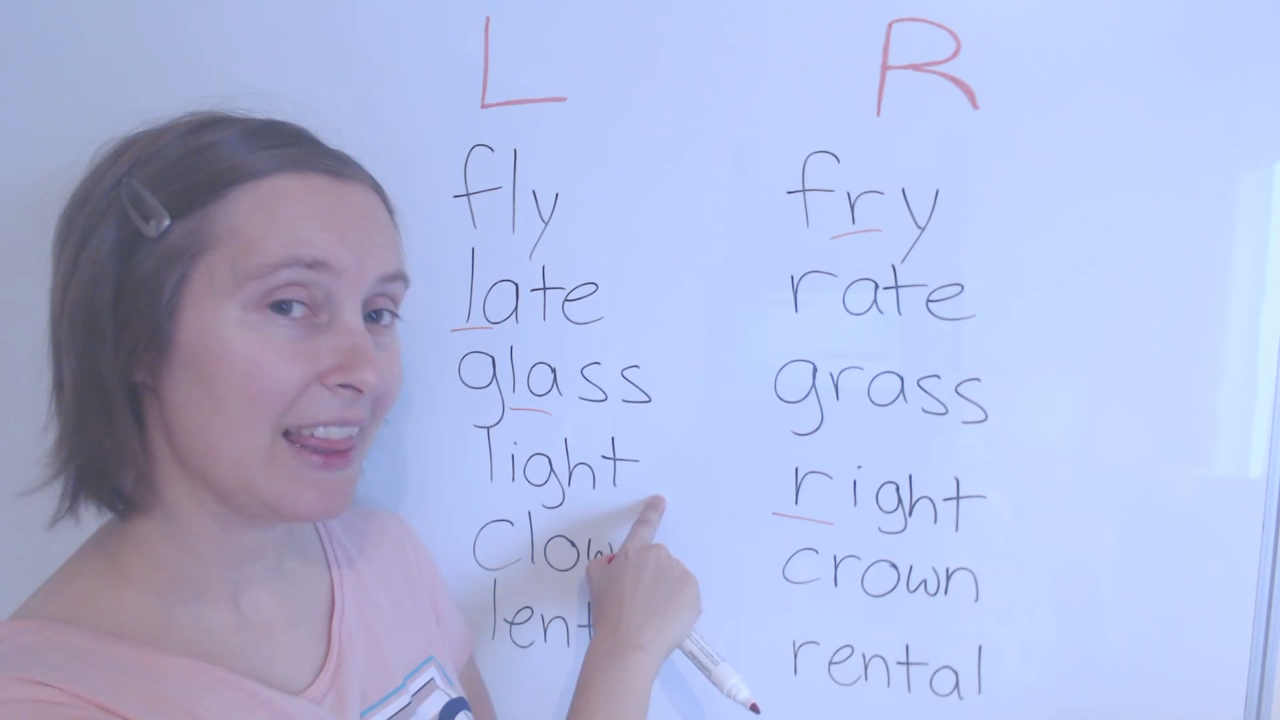 L R
fly fry
late rate
glass grass
light right
crown
rental